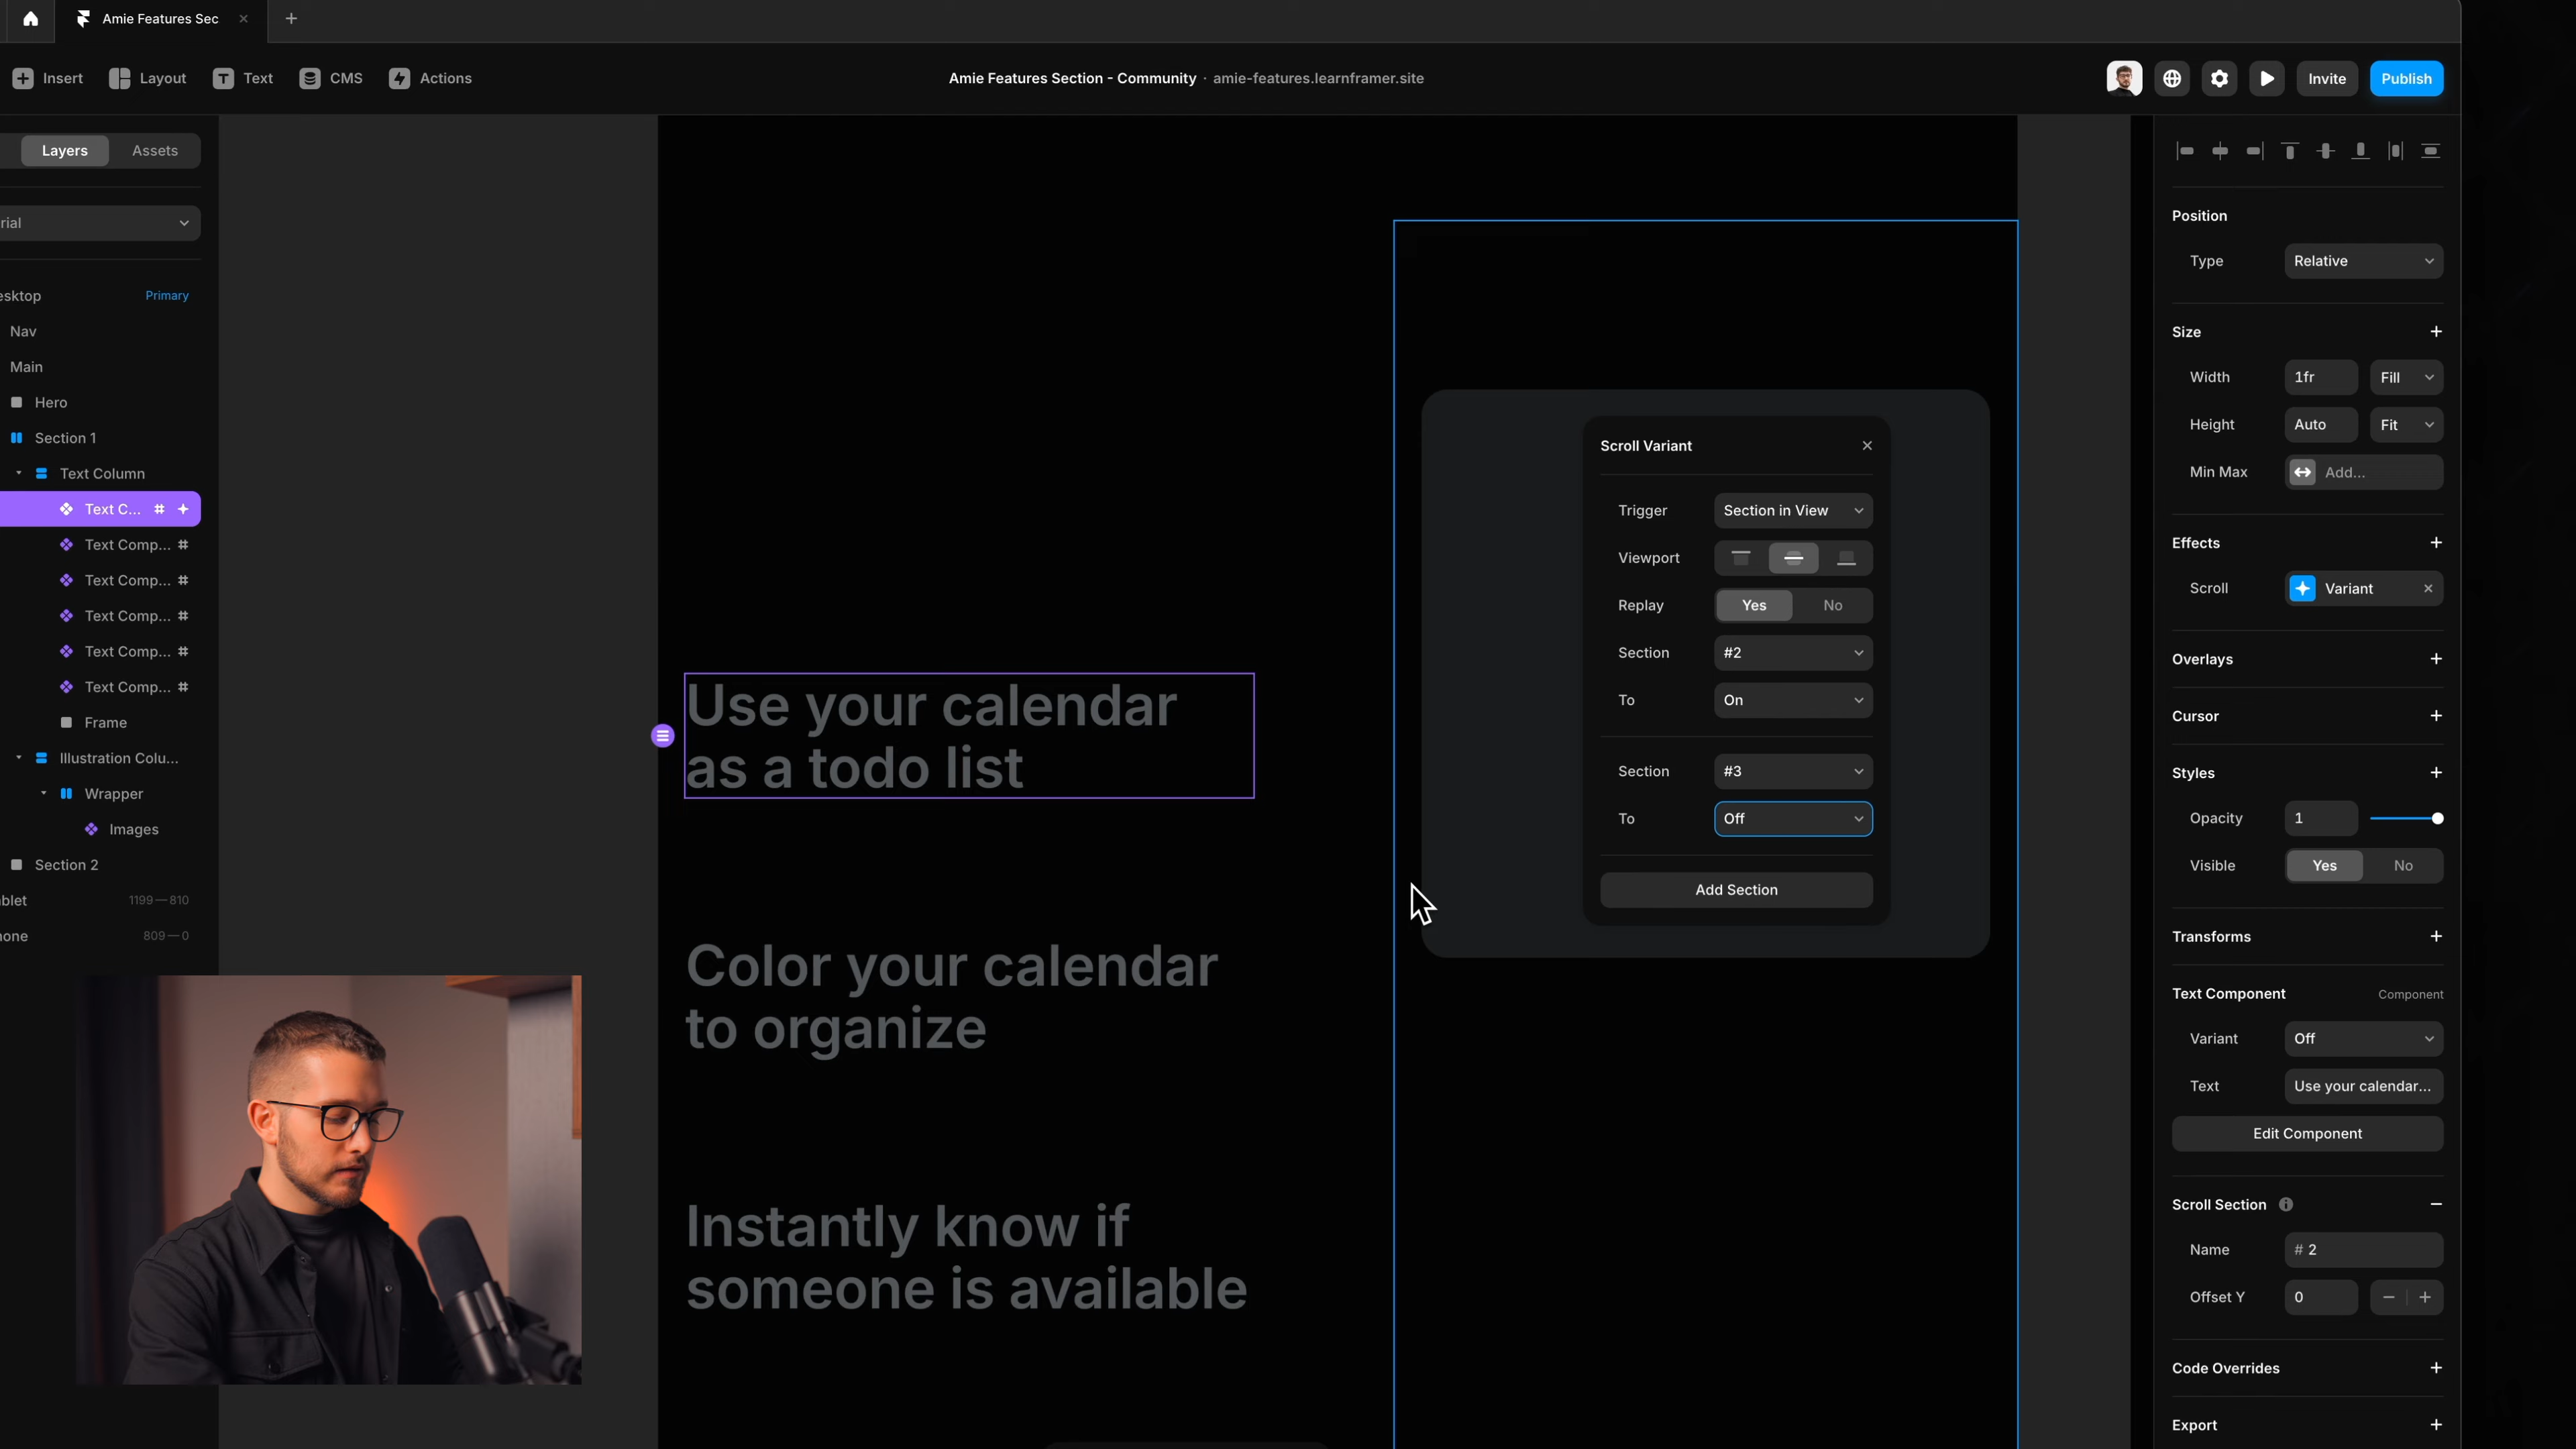 Amie Features Sec
Insert
Layout
Text
CMS
Actions
Amie Features Section - Community · amie-features.learnframer.site
Invite
Publish
Layers
Assets
rial
esktop
Primary
Nav
Main
Hero
Section 1
Text Column
Text C... #
Text Comp... #
Text Comp... #
Text Comp... #
Text Comp... #
Text Comp... #
Frame
Illustration Colu...
Wrapper
Images
Section 2
blet
1199—810
hone
809—0
Use your calendar
as a todo list
Color your calendar
to organize
Instantly know if
someone is available
Scroll Variant
Trigger
Section in View
Viewport
Replay
Yes
No
Section
#2
To
On
Section
#3
To
Off
Add Section
Position
Type
Relative
Size
Width
1fr
Fill
Height
Auto
Fit
Min Max
Add...
Effects
Scroll
Variant
Overlays
Cursor
Styles
Opacity
1
Visible
Yes
No
Transforms
Text Component
Component
Variant
Off
Text
Use your calendar...
Edit Component
Scroll Section
Name
# 2
Offset Y
0
Code Overrides
Export